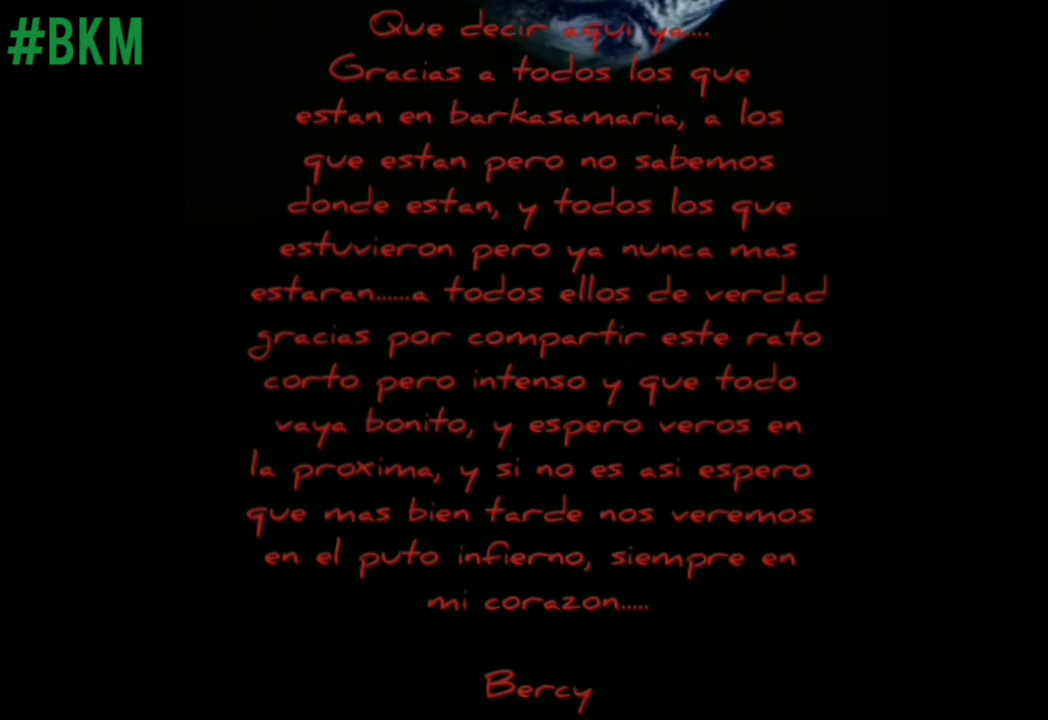 #BKM
Que decir aqui ya....
Gracias a todos los que
estan en barkasamaria, a los
que estan pero no sabemos
donde estan, y todos los que
estuvieron pero ya nunca mas
estaran......a todos ellos de verdad
gracias por compartir este rato
corto pero intenso y que todo
vaya bonito, y espero veros en
la proxima, y si no es asi espero
que mas bien tarde nos veremos
en el puto infierno, siempre en
mi corazon.....
Bercy